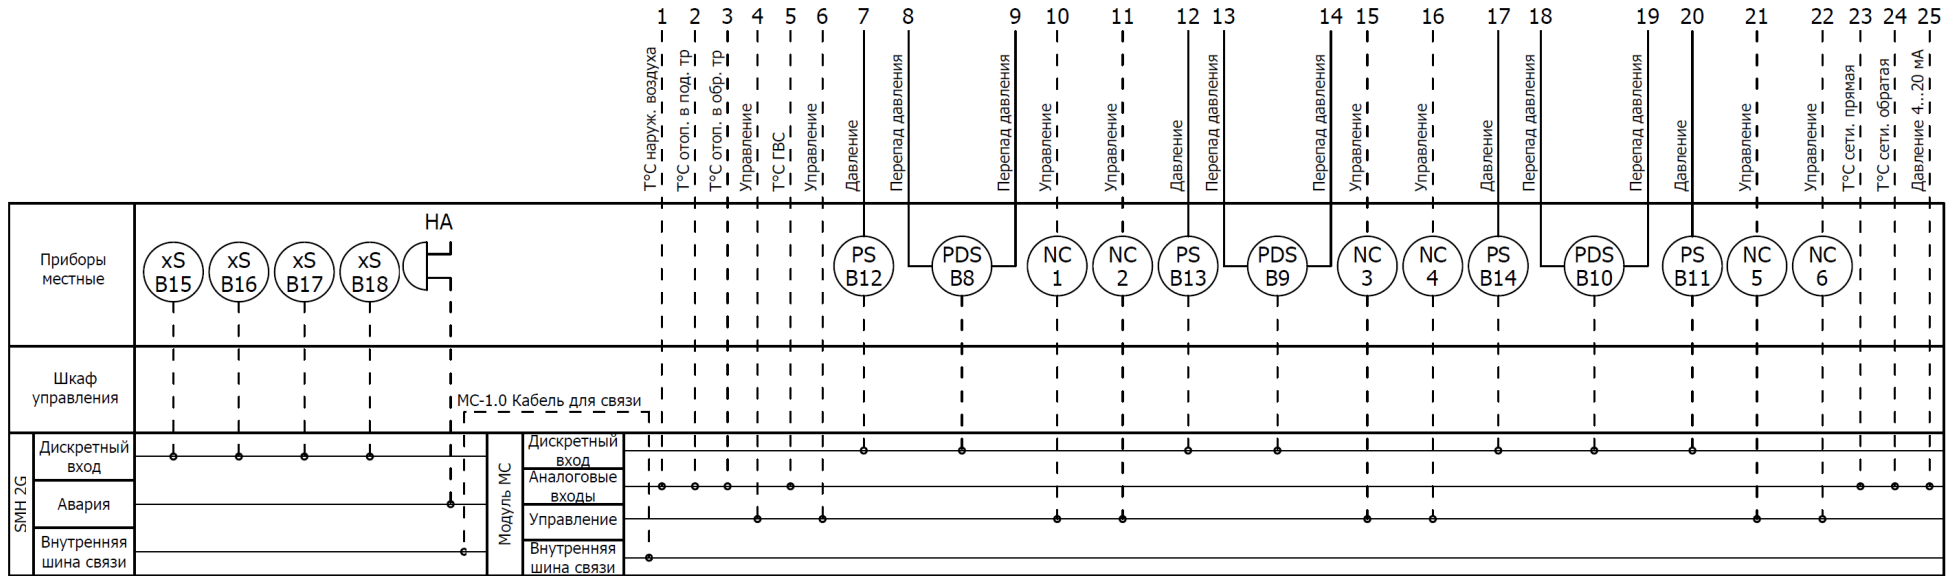 1 2 3 4 5 6 7 8 9 10 11 12 13 14 15 16 17 18 19 20 21 22 23 24 25
Т°С наруж. воздуха
Т°С отоп. в под. тр
Т°С отоп. в обр. тр
Управление
Т°С ГВС
Управление
Давление
Перепад давления
Перепад давления
Управление
Управление
Давление
Перепад давления
Перепад давления
Управление
Управление
Давление
Перепад давления
Перепад давления
Давление
Управление
Управление
Т°С сети. прямая
Т°С сети. обратая
Давление 4...20 мА
Приборы
местные
xS
B15
xS
B16
xS
B17
xS
B18
HA
PS
B12
PDS
B8
NC
1
NC
2
PS
B13
PDS
B9
NC
3
NC
4
PS
B14
PDS
B10
PS
B11
NC
5
NC
6
Шкаф
управления
МС-1.0 Кабель для связи
SMH 2G
Дискретный
вход
Авария
Внутренняя
шина связи
Модуль МС
Дискретный
вход
Аналоговые
входы
Управление
Внутренняя
шина связи